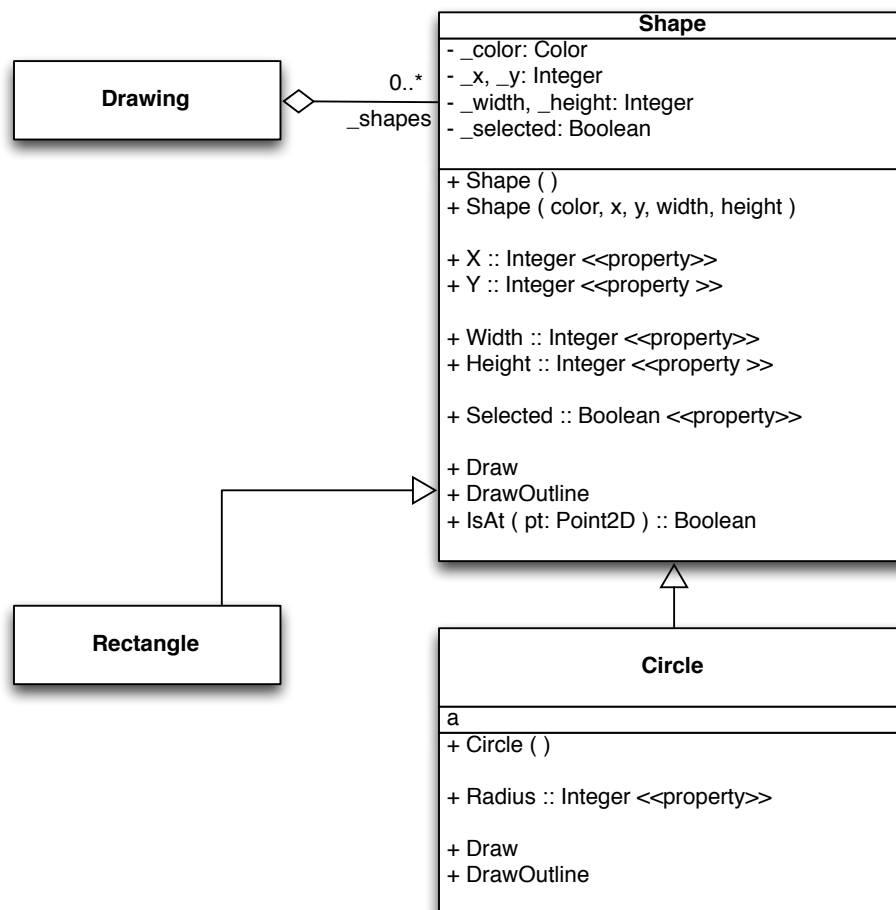 Shape
- _color: Color
- _x, _y: Integer
- _width, _height: Integer
- _selected: Boolean
Drawing
0..*
_shapes
+ Shape ( )
+ Shape ( color, x, y, width, height )
+ X :: Integer <<property>>
+ Y :: Integer <<property >>
+ Width :: Integer <<property>>
+ Height :: Integer <<property >>
+ Selected :: Boolean <<property>>
+ Draw
+ DrawOutline
+ IsAt ( pt: Point2D ) :: Boolean
Rectangle
Circle
a
+ Circle ( )
+ Radius :: Integer <<property>>
+ Draw
+ DrawOutline